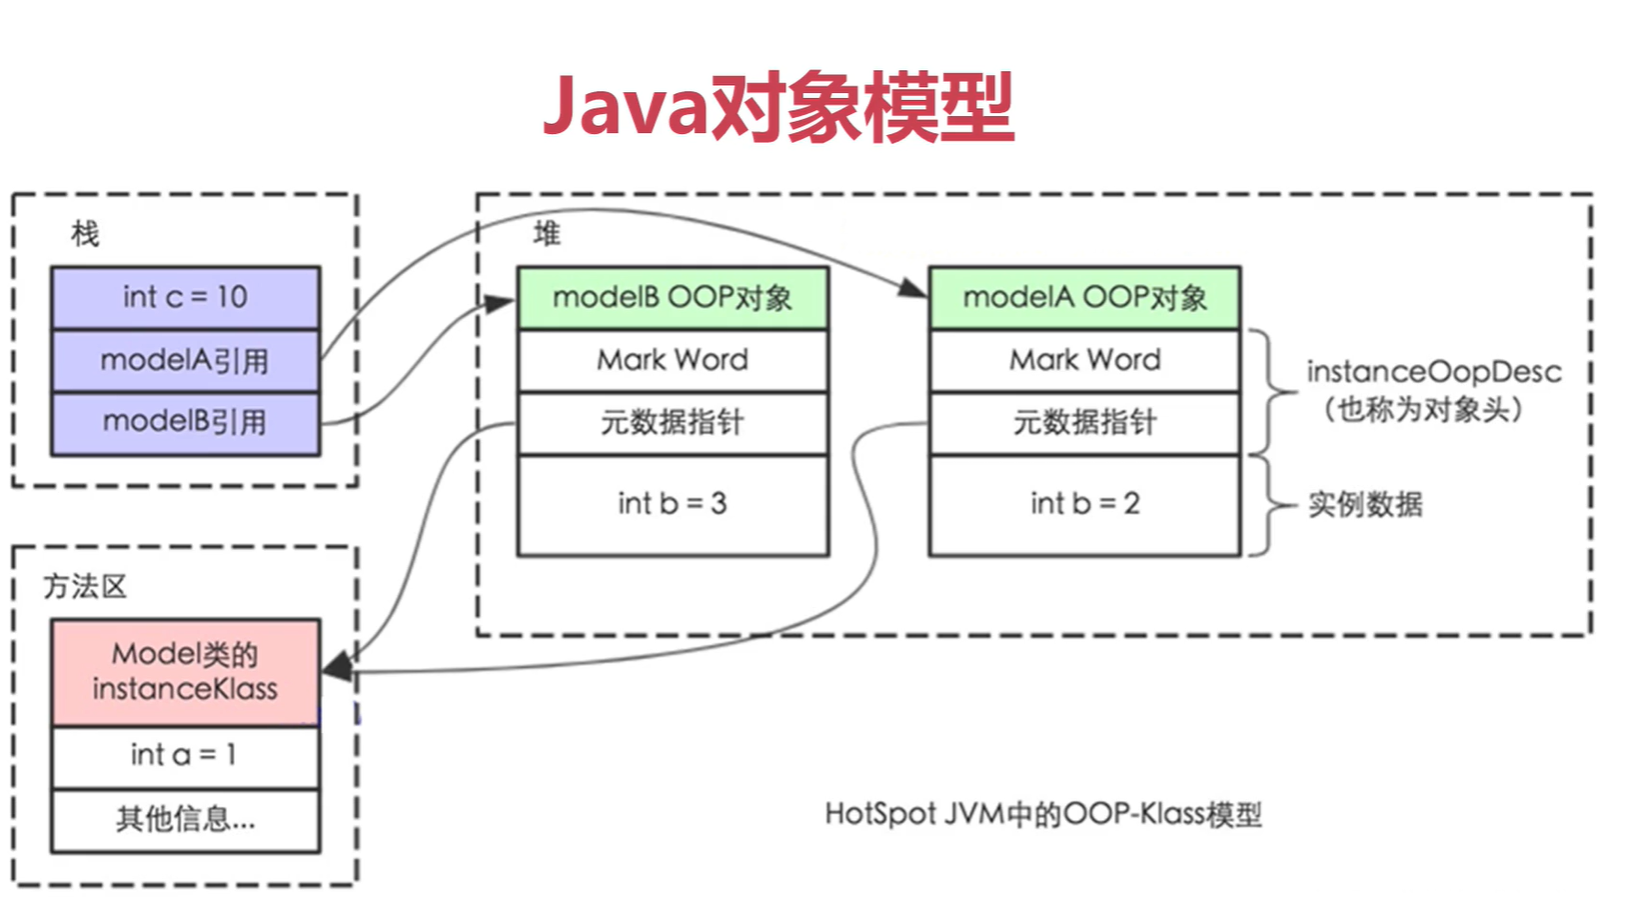 Java对象模型
栈
int c = 10
modelA引用
modelB引用
堆
modelB OOP对象
Mark Word
元数据指针
int b = 3
modelA OOP对象
Mark Word
元数据指针
int b = 2
instanceOopDesc
（也称为对象头）
实例数据
方法区
Model类的
instanceKlass
int a = 1
其他信息...
HotSpot JVM中的OOP-Klass模型